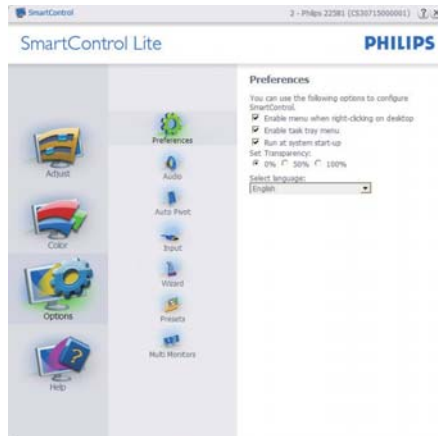 SmartControl
2 - Philips 225B1 (CS30715000001)
SmartControl Lite
PHILIPS
Adjust
Color
Options
Help
Preferences
Audio
Auto Pivot
Input
Wizard
Presets
Multi Monitors
Preferences
You can use the following options to configure
SmartControl.
Enable menu when right-clicking on desktop
Enable task tray menu
Run at system start-up
Set Transparency:
0% 50% 100%
Select language:
English